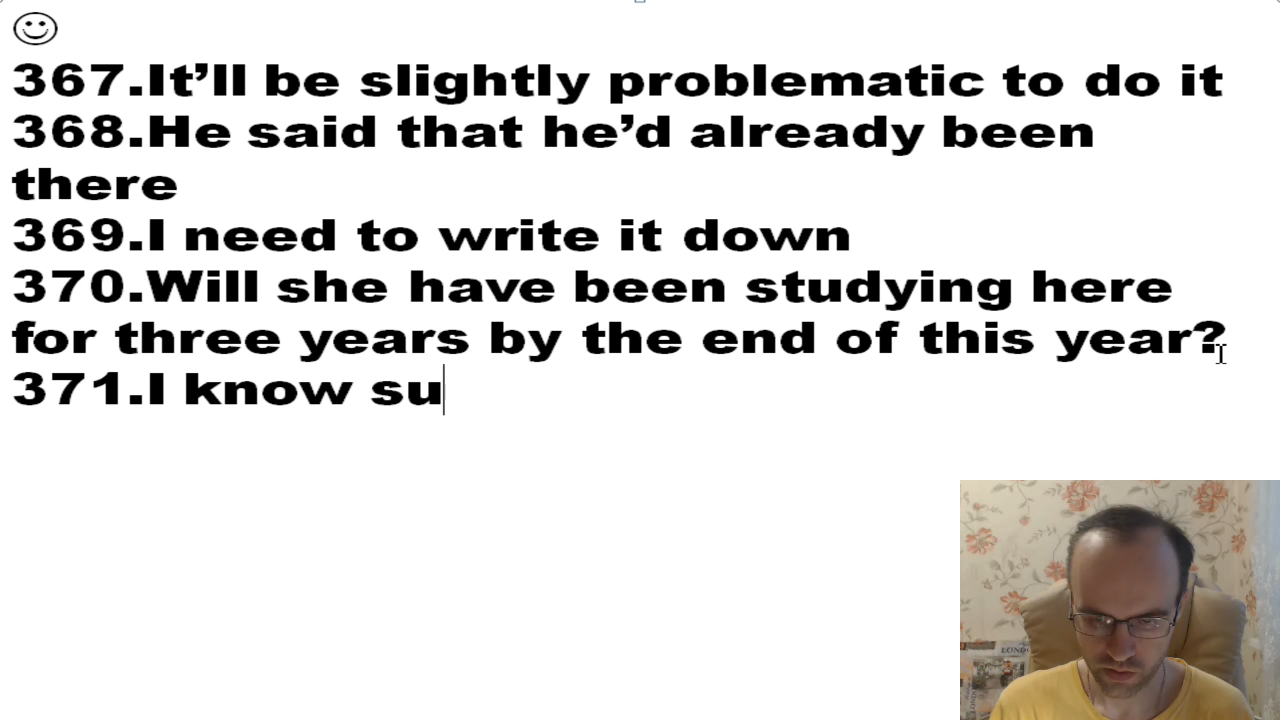 367.It’ll be slightly problematic to do it
368.He said that he’d already been
there
369.I need to write it down
370.Will she have been studying here
for three years by the end of this year?
371.I know su
LOND